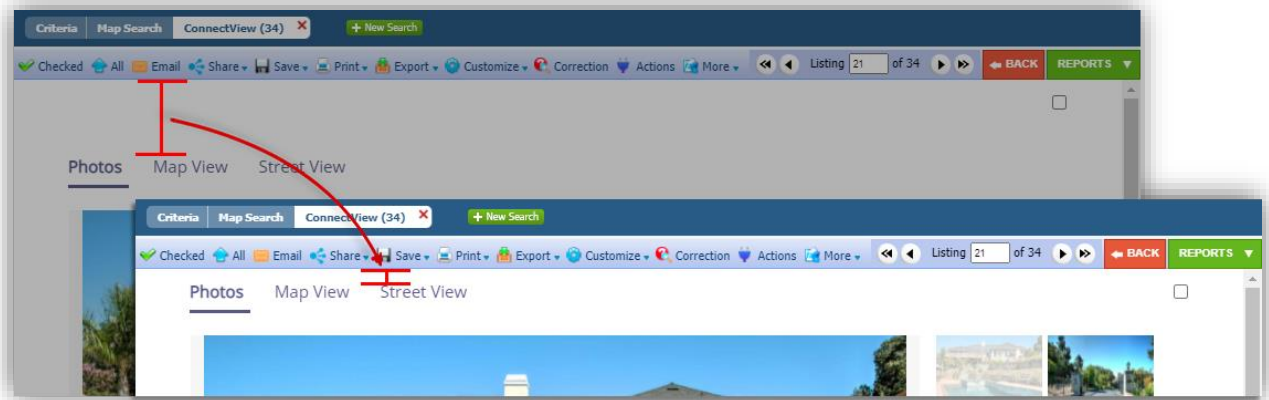 Criteria Map Search ConnectView (34) + New Search
Checked All Email Share Save Print Export Customize Correction Actions More Listing 21 of 34 BACK REPORTS
Photos Map View Street View
Criteria Map Search ConnectView (34) + New Search
Checked All Email Share Save Print Export Customize Correction Actions More Listing 21 of 34 BACK REPORTS
Photos Map View Street View